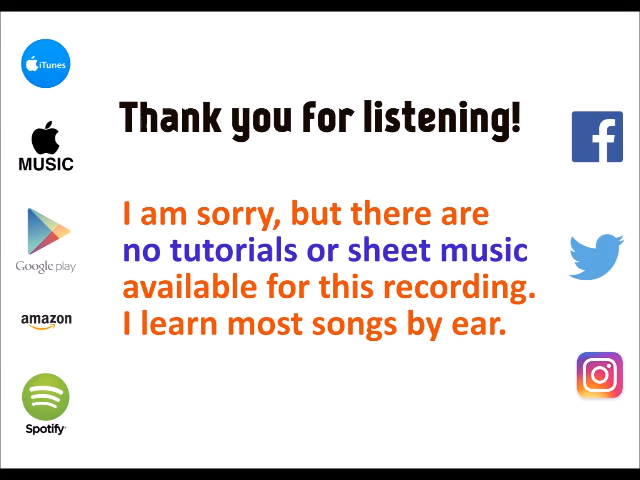 iTunes
MUSIC
Google play
amazon
Spotify
Thank you for listening!
I am sorry, but there are
no tutorials or sheet music
available for this recording.
I learn most songs by ear.